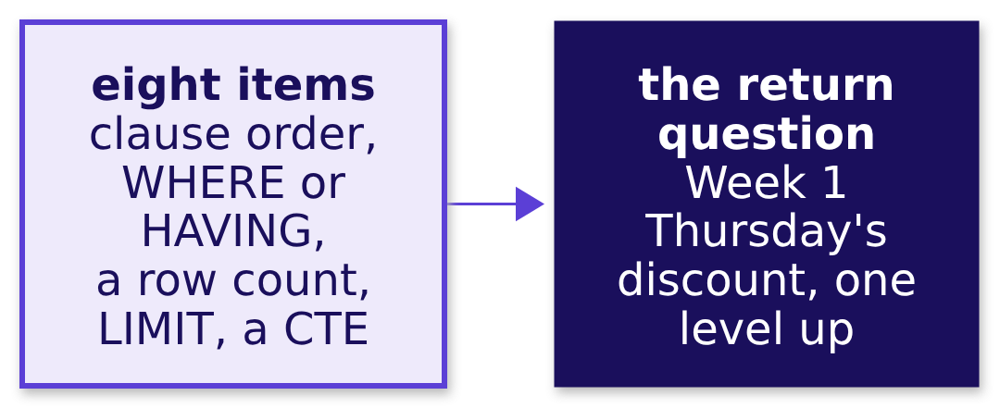 eight items
clause order,
WHERE or
HAVING,
a row count,
LIMIT, a CTE
the return
question
Week 1
Thursday's
discount, one
level up